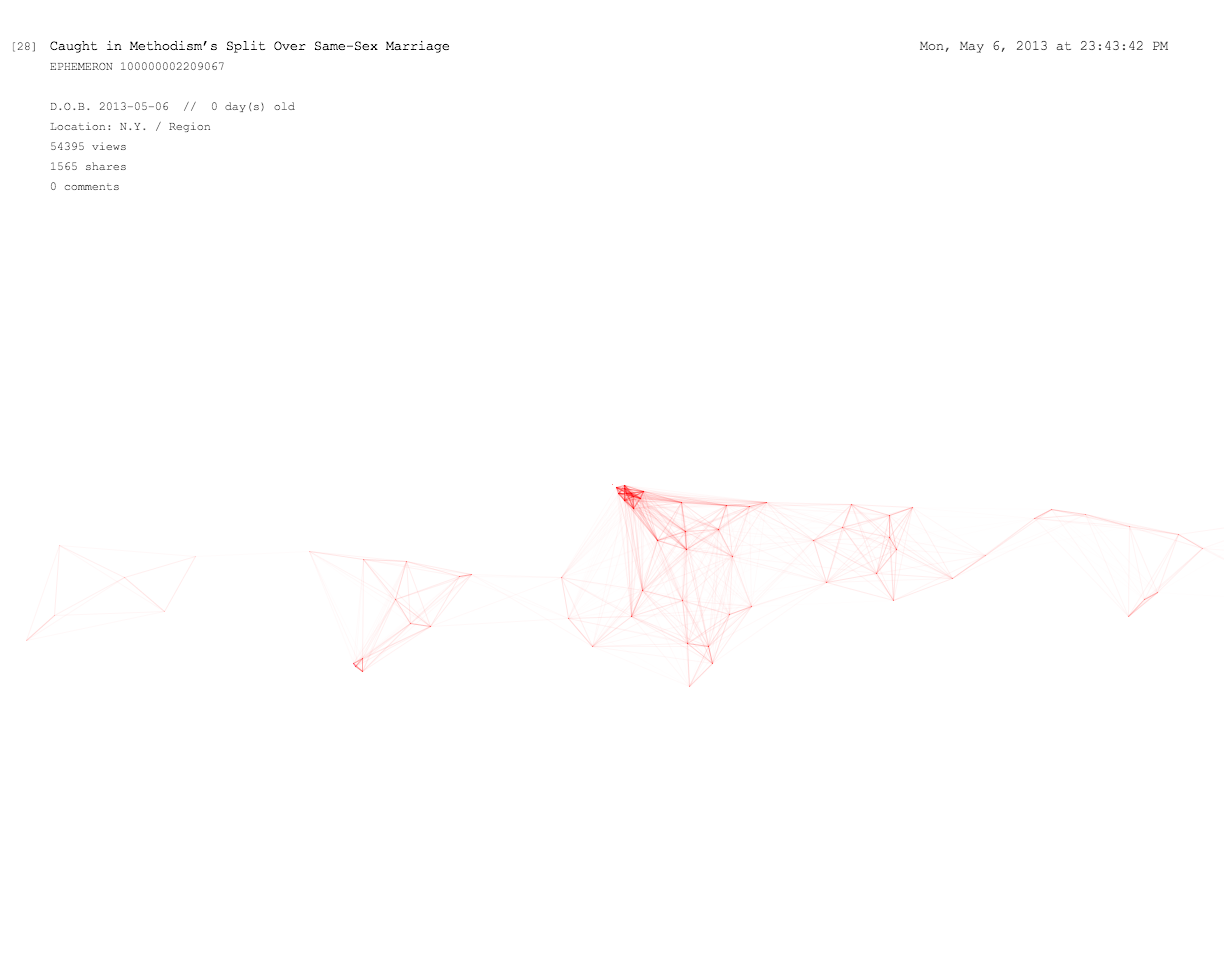 [28] Caught in Methodism’s Split Over Same-Sex Marriage
Mon, May 6, 2013 at 23:43:42 PM
EPHEMERON 100000002209067
D.O.B. 2013-05-06 // 0 day(s) old
Location: N.Y. / Region
54395 views
1565 shares
0 comments